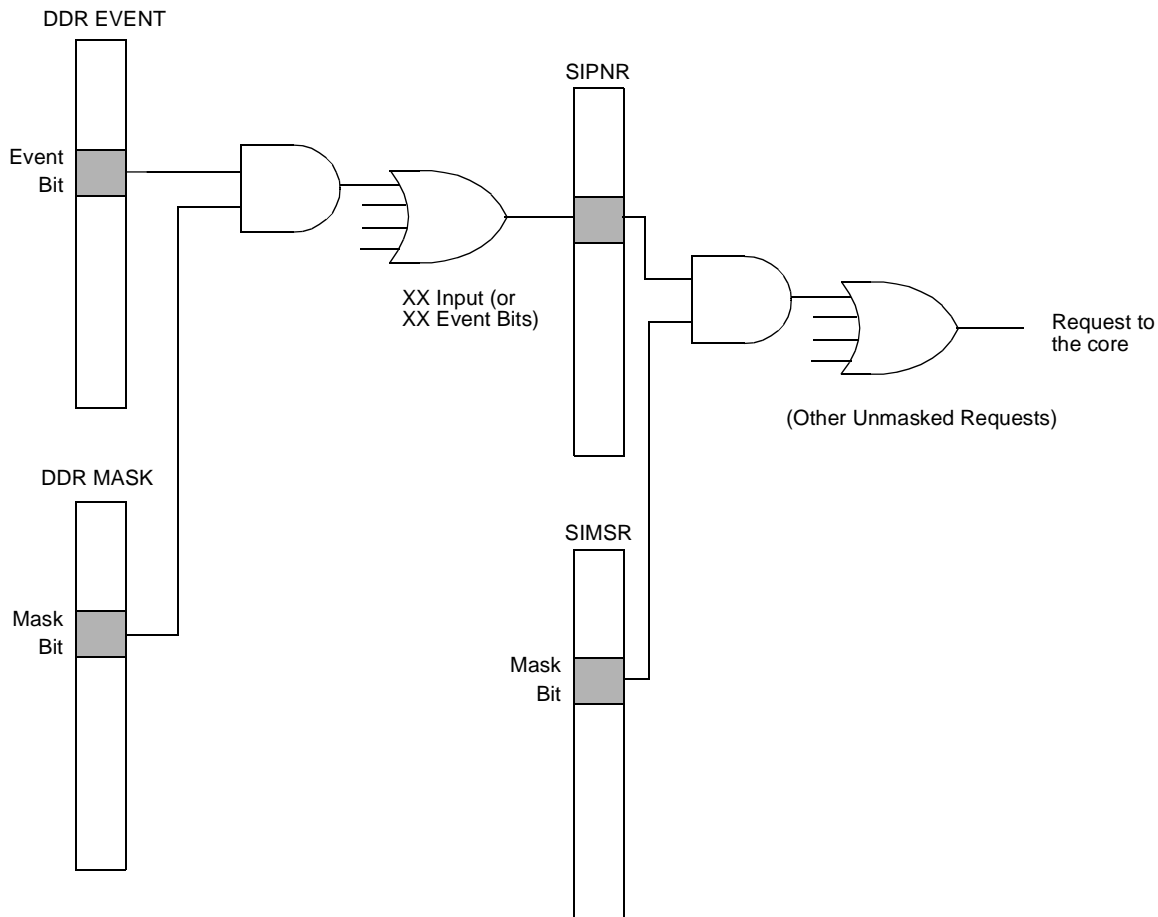 DDR EVENT
Event
Bit
SIPNR
XX Input (or
XX Event Bits)
Request to
the core
(Other Unmasked Requests)
DDR MASK
Mask
Bit
SIMSR
Mask
Bit